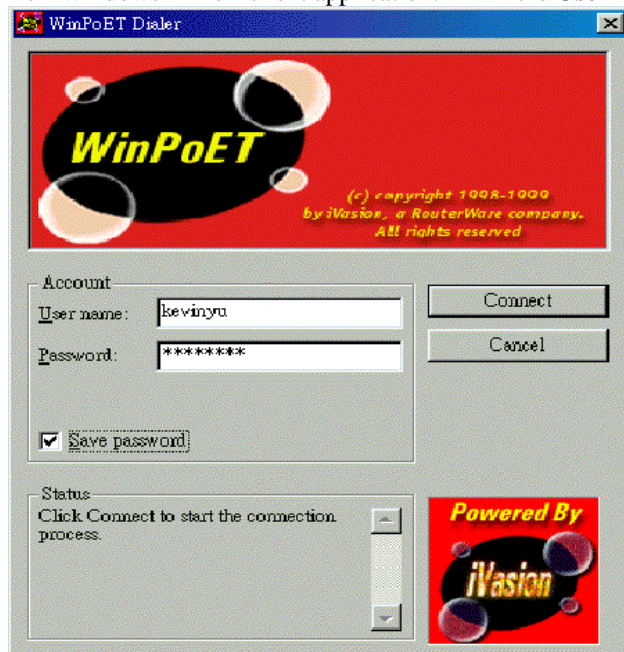 WinPoET Dialer
WinPoET
(c) copyright 1998-1999
by iVasion, a RouterWare company.
All rights reserved
Account
User name: kevinyu
Connect
Password: ********
Cancel
Save password
Status
Click Connect to start the connection
process.
Powered By
iVasion